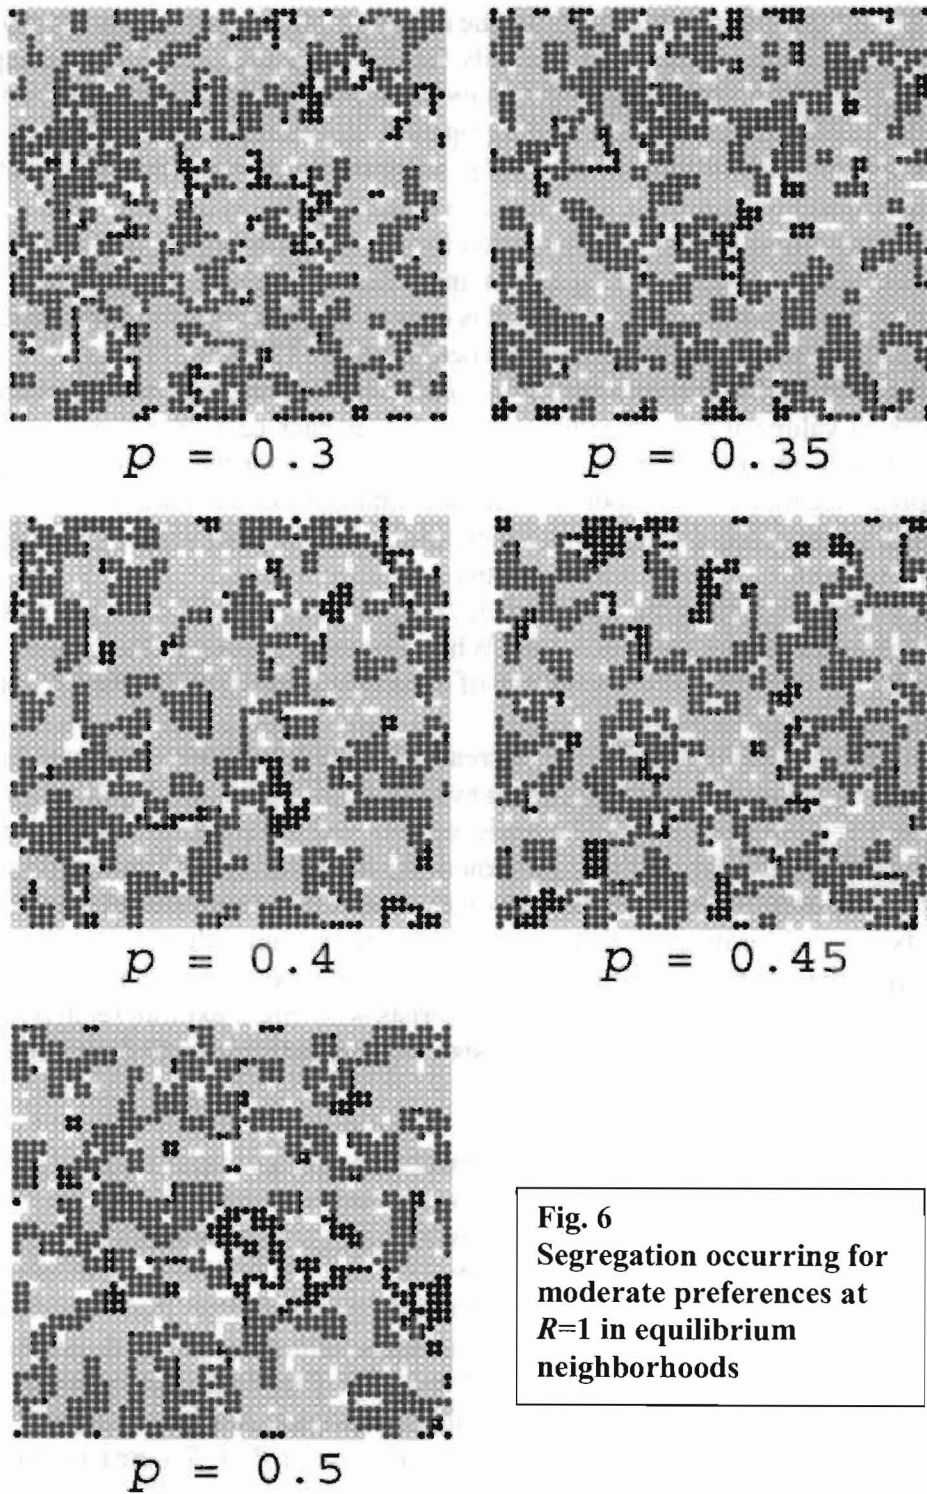 p = 0.3
p = 0.35
p = 0.4
p = 0.45
p = 0.5
Fig. 6
Segregation occurring for
moderate preferences at
R=1 in equilibrium
neighborhoods